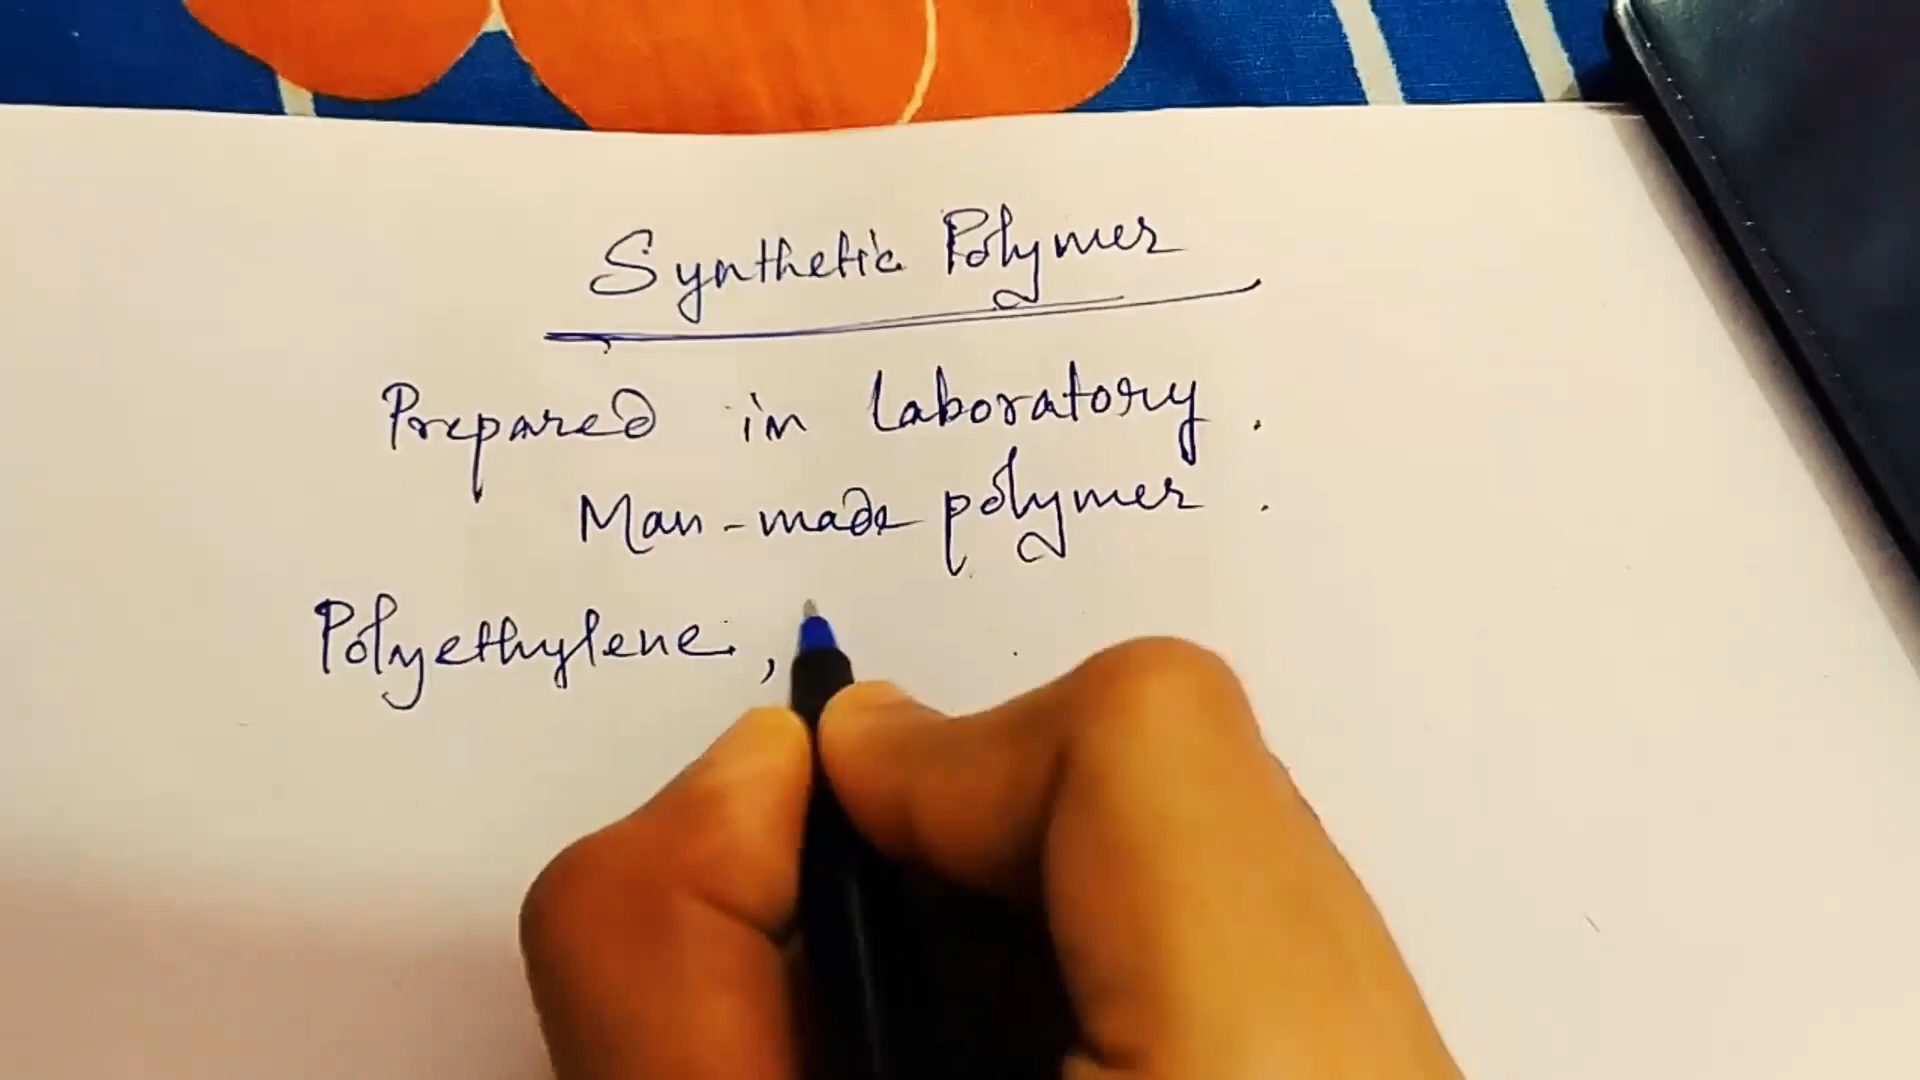 Synthetic Polymer
Prepared in Laboratory.
Man-made polymer.
Polyethylene,